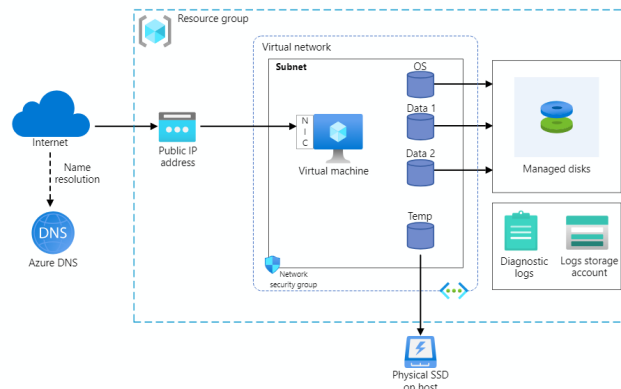 Resource group
Virtual network
Subnet
OS
Data 1
Data 2
Temp
N
I
C
Virtual machine
Internet
Public IP
address
Name
resolution
DNS
Azure DNS
Managed disks
Diagnostic
logs
Logs storage
account
Network
security group
Physical SSD
on host